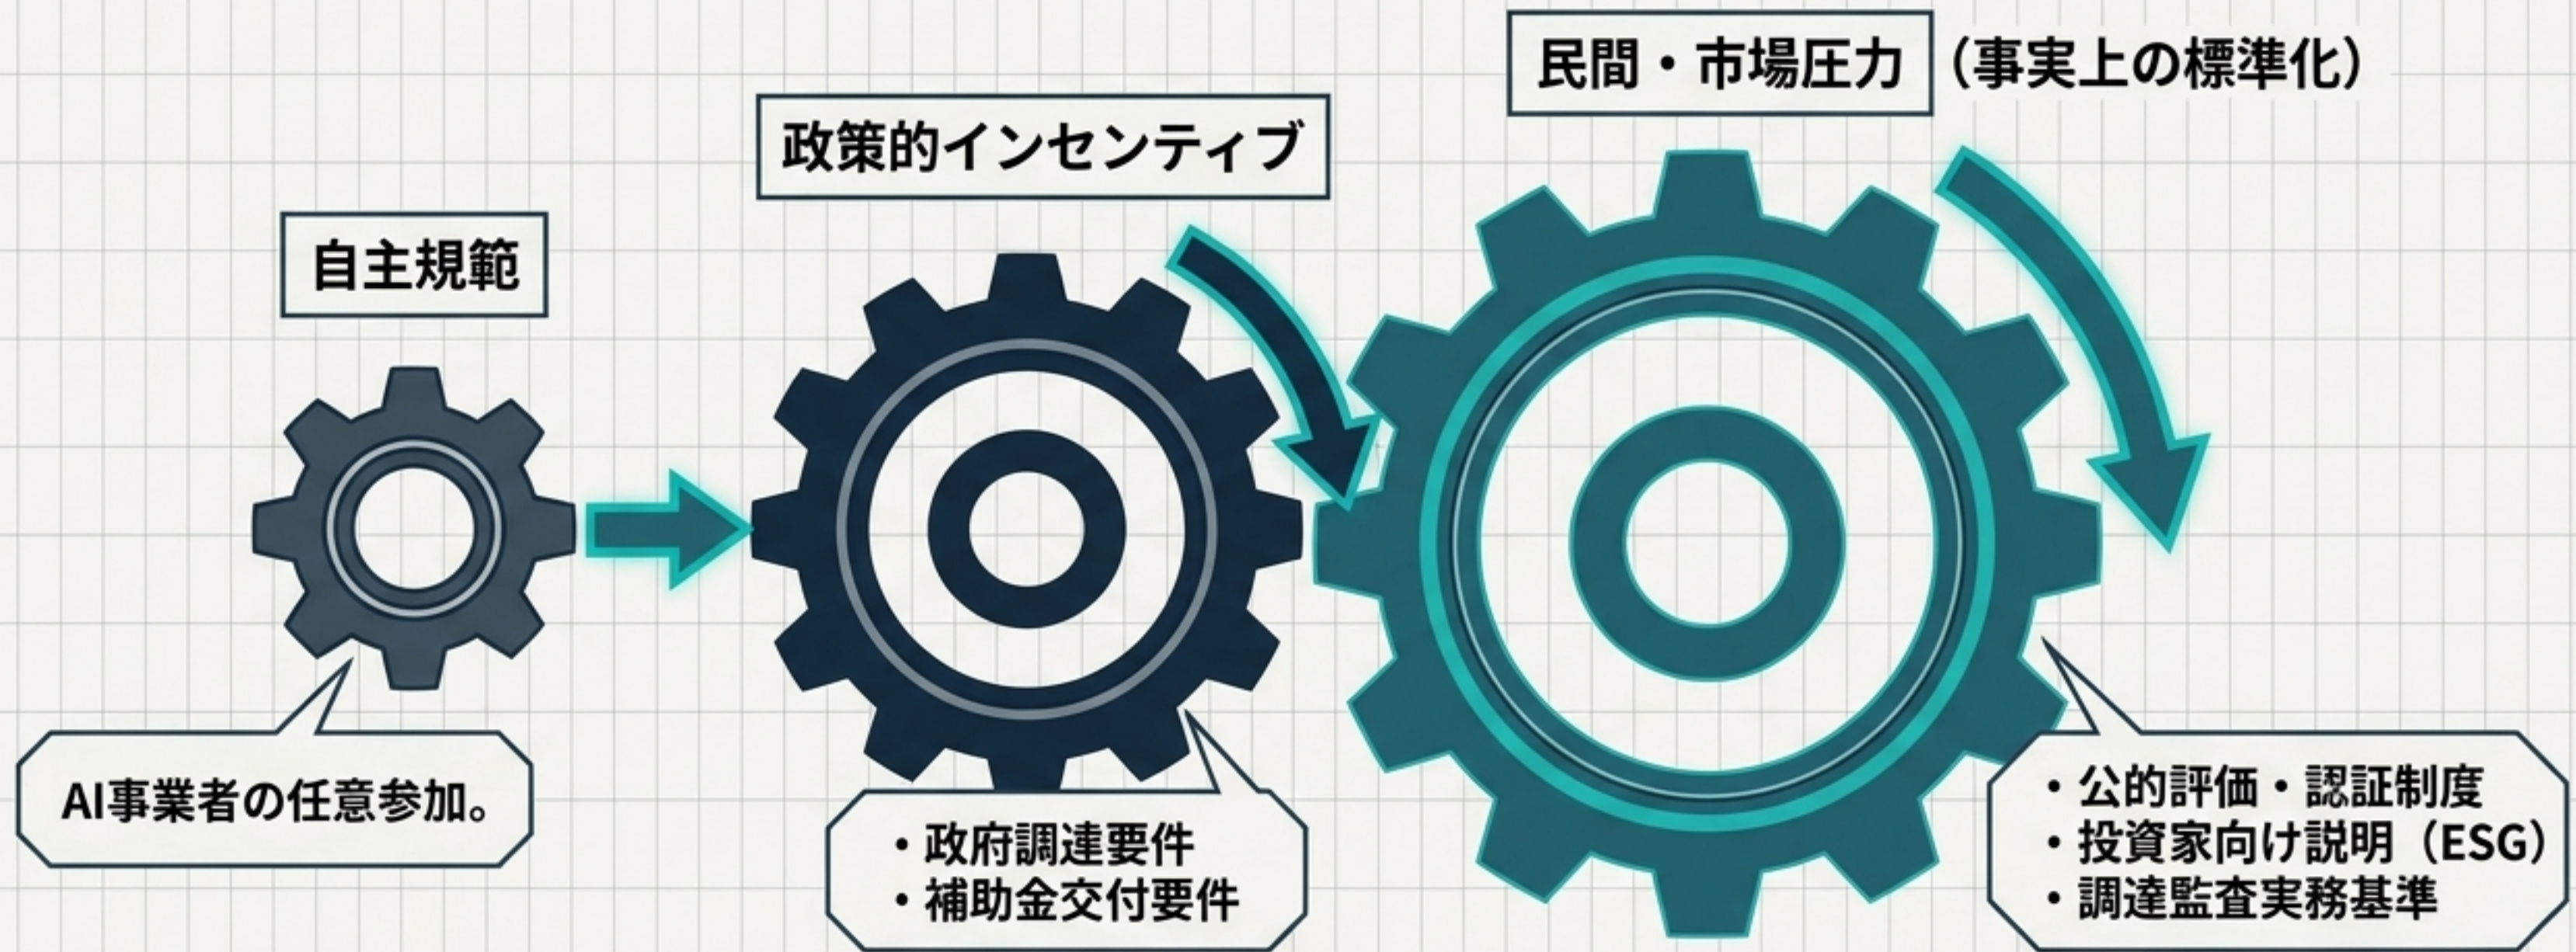 民間・市場圧力（事実上の標準化）
政策的インセンティブ
自主規範
AI事業者の任意参加。
・政府調達要件
・補助金交付要件
・公的評価・認証制度
・投資家向け説明（ESG）
・調達監査実務基準